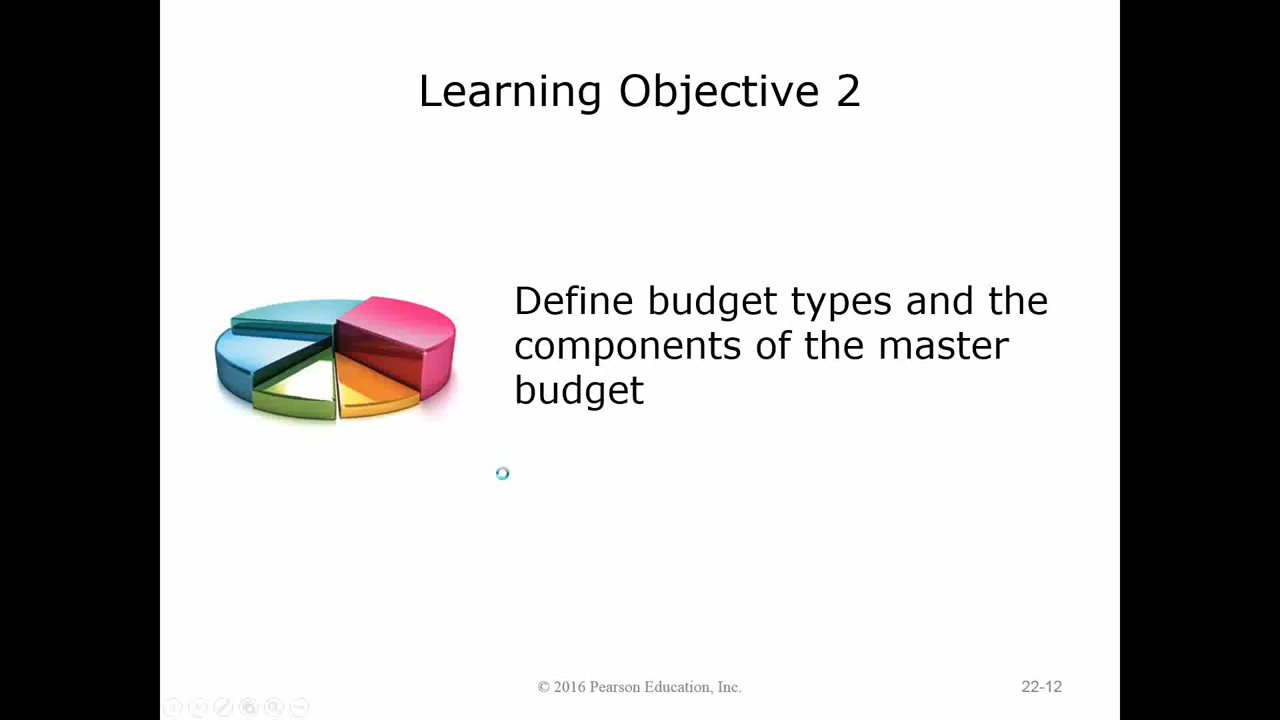 Learning Objective 2
Define budget types and the
components of the master
budget
© 2016 Pearson Education, Inc.
22-12